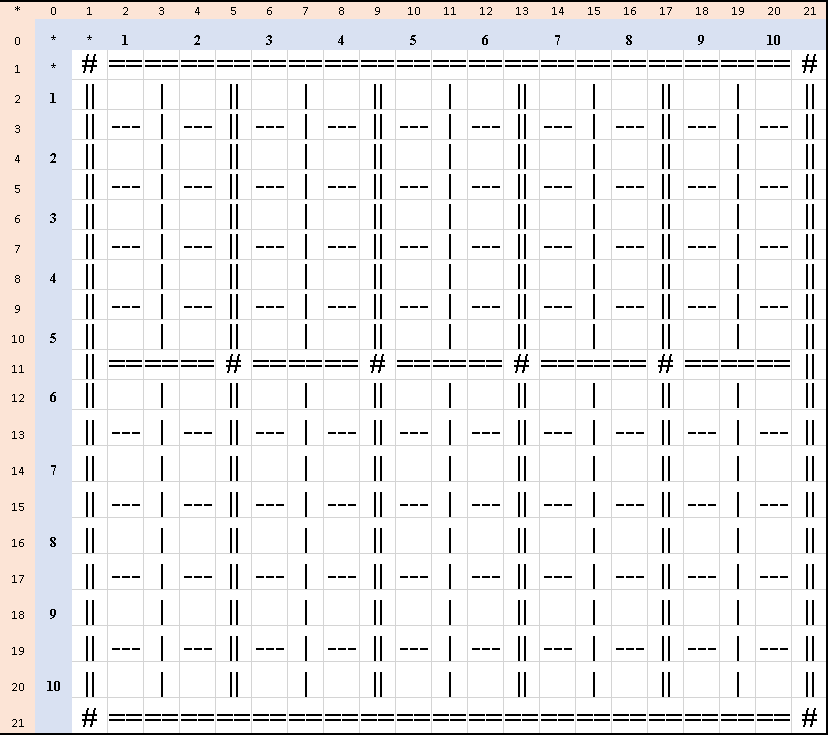 * 0 1 2 3 4 5 6 7 8 9 10 11 12 13 14 15 16 17 18 19 20 21
0 * * 1 2 3 4 5 6 7 8 9 10
1 * # === === === === === === === === === === === === === === === === === === === #
2 1 || | || | || | || | || | ||
3 || --- | --- || --- | --- || --- | --- || --- | --- || --- | --- ||
4 2 || | || | || | || | || | ||
5 || --- | --- || --- | --- || --- | --- || --- | --- || --- | --- ||
6 3 || | || | || | || | || | ||
7 || --- | --- || --- | --- || --- | --- || --- | --- || --- | --- ||
8 4 || | || | || | || | || | ||
9 || --- | --- || --- | --- || --- | --- || --- | --- || --- | --- ||
10 5 || | || | || | || | || | ||
11 || === === === # === === === # === === === # === === === # === === === ||
12 6 || | || | || | || | || | ||
13 || --- | --- || --- | --- || --- | --- || --- | --- || --- | --- ||
14 7 || | || | || | || | || | ||
15 || --- | --- || --- | --- || --- | --- || --- | --- || --- | --- ||
16 8 || | || | || | || | || | ||
17 || --- | --- || --- | --- || --- | --- || --- | --- || --- | --- ||
18 9 || | || | || | || | || | ||
19 || --- | --- || --- | --- || --- | --- || --- | --- || --- | --- ||
20 10 || | || | || | || | || | ||
21 # === === === === === === === === === === === === === === === === === === === #